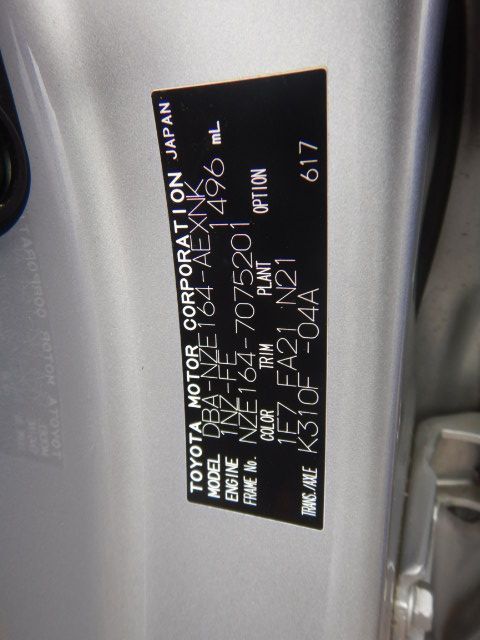 TOYOTA MOTOR CORPORATION JAPAN
MODEL DBA-NZE164-AEXNK
ENGINE 1NZ-FE 1496 mL
FRAME No. NZE164-7075201
COLOR TRIM PLANT OPTION
1E7 FA21 N21
TRANS./AXLE K310F -04A 617